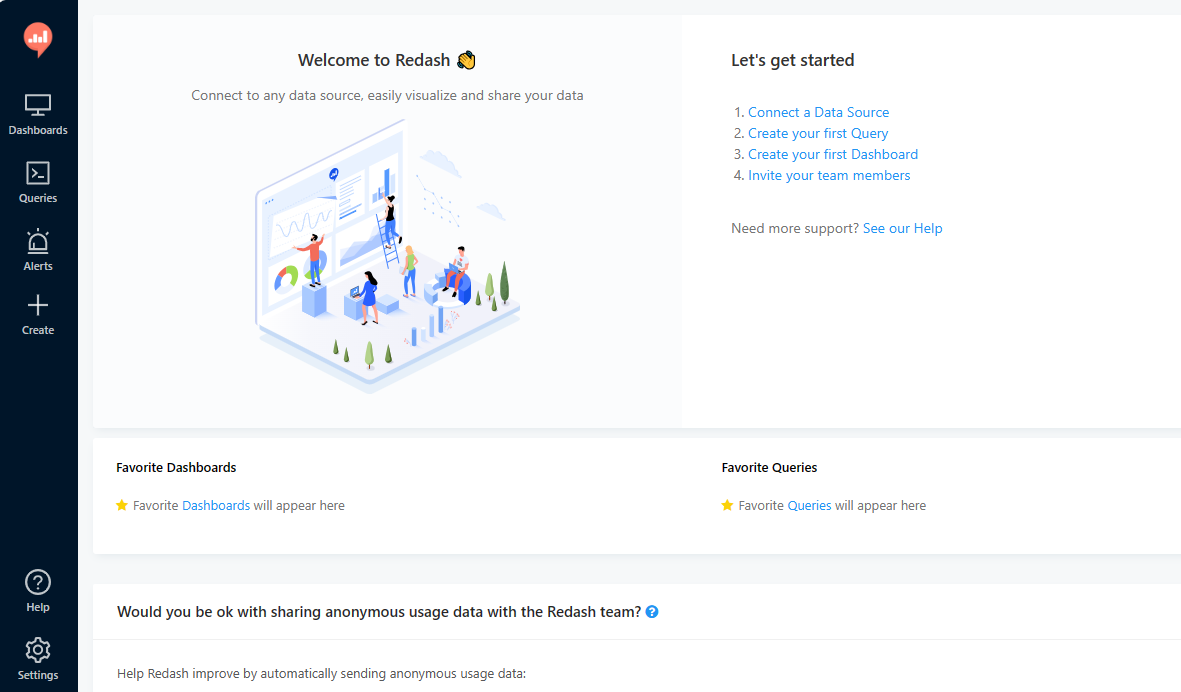 Dashboards
Queries
Alerts
Create
Help
Settings
Welcome to Redash 👋
Connect to any data source, easily visualize and share your data
Let's get started
1. Connect a Data Source
2. Create your first Query
3. Create your first Dashboard
4. Invite your team members
Need more support? See our Help
Favorite Dashboards
Favorite Dashboards will appear here
Favorite Queries
Favorite Queries will appear here
Would you be ok with sharing anonymous usage data with the Redash team?
Help Redash improve by automatically sending anonymous usage data: